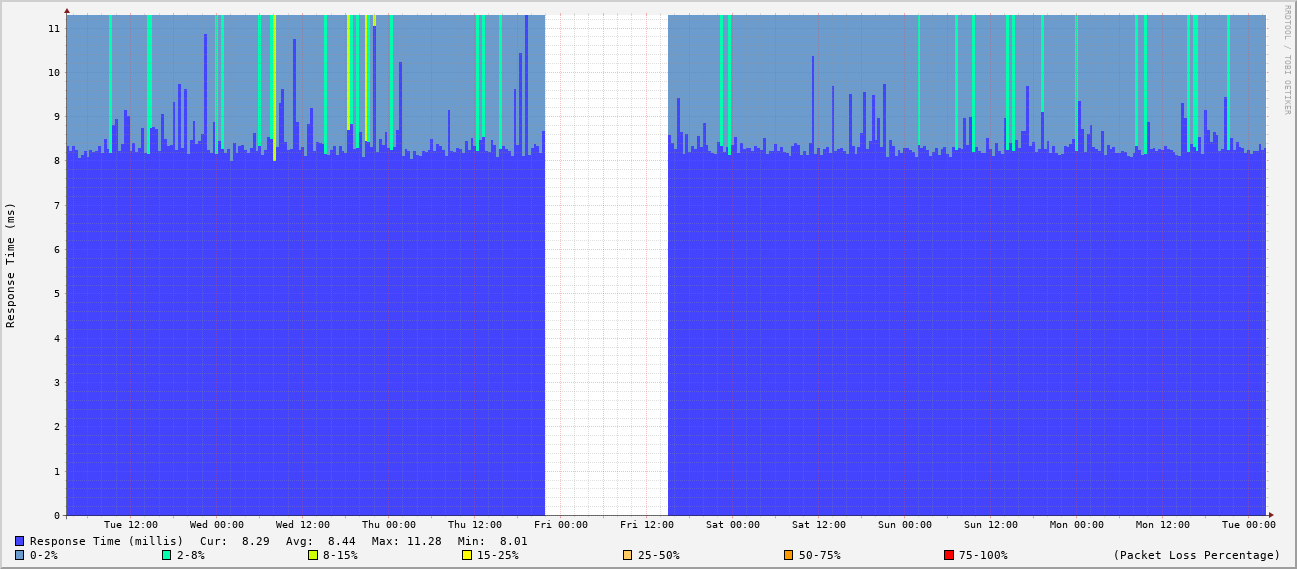 RRDTOOL / TOBI OETIKER
Response Time (ms)
11
10
9
8
7
6
5
4
3
2
1
0
Tue 12:00 Wed 00:00 Wed 12:00 Thu 00:00 Thu 12:00 Fri 00:00 Fri 12:00 Sat 00:00 Sat 12:00 Sun 00:00 Sun 12:00 Mon 00:00 Mon 12:00 Tue 00:00
Response Time (millis) Cur: 8.29 Avg: 8.44 Max: 11.28 Min: 8.01
0-2% 2-8% 8-15% 15-25% 25-50% 50-75% 75-100% (Packet Loss Percentage)